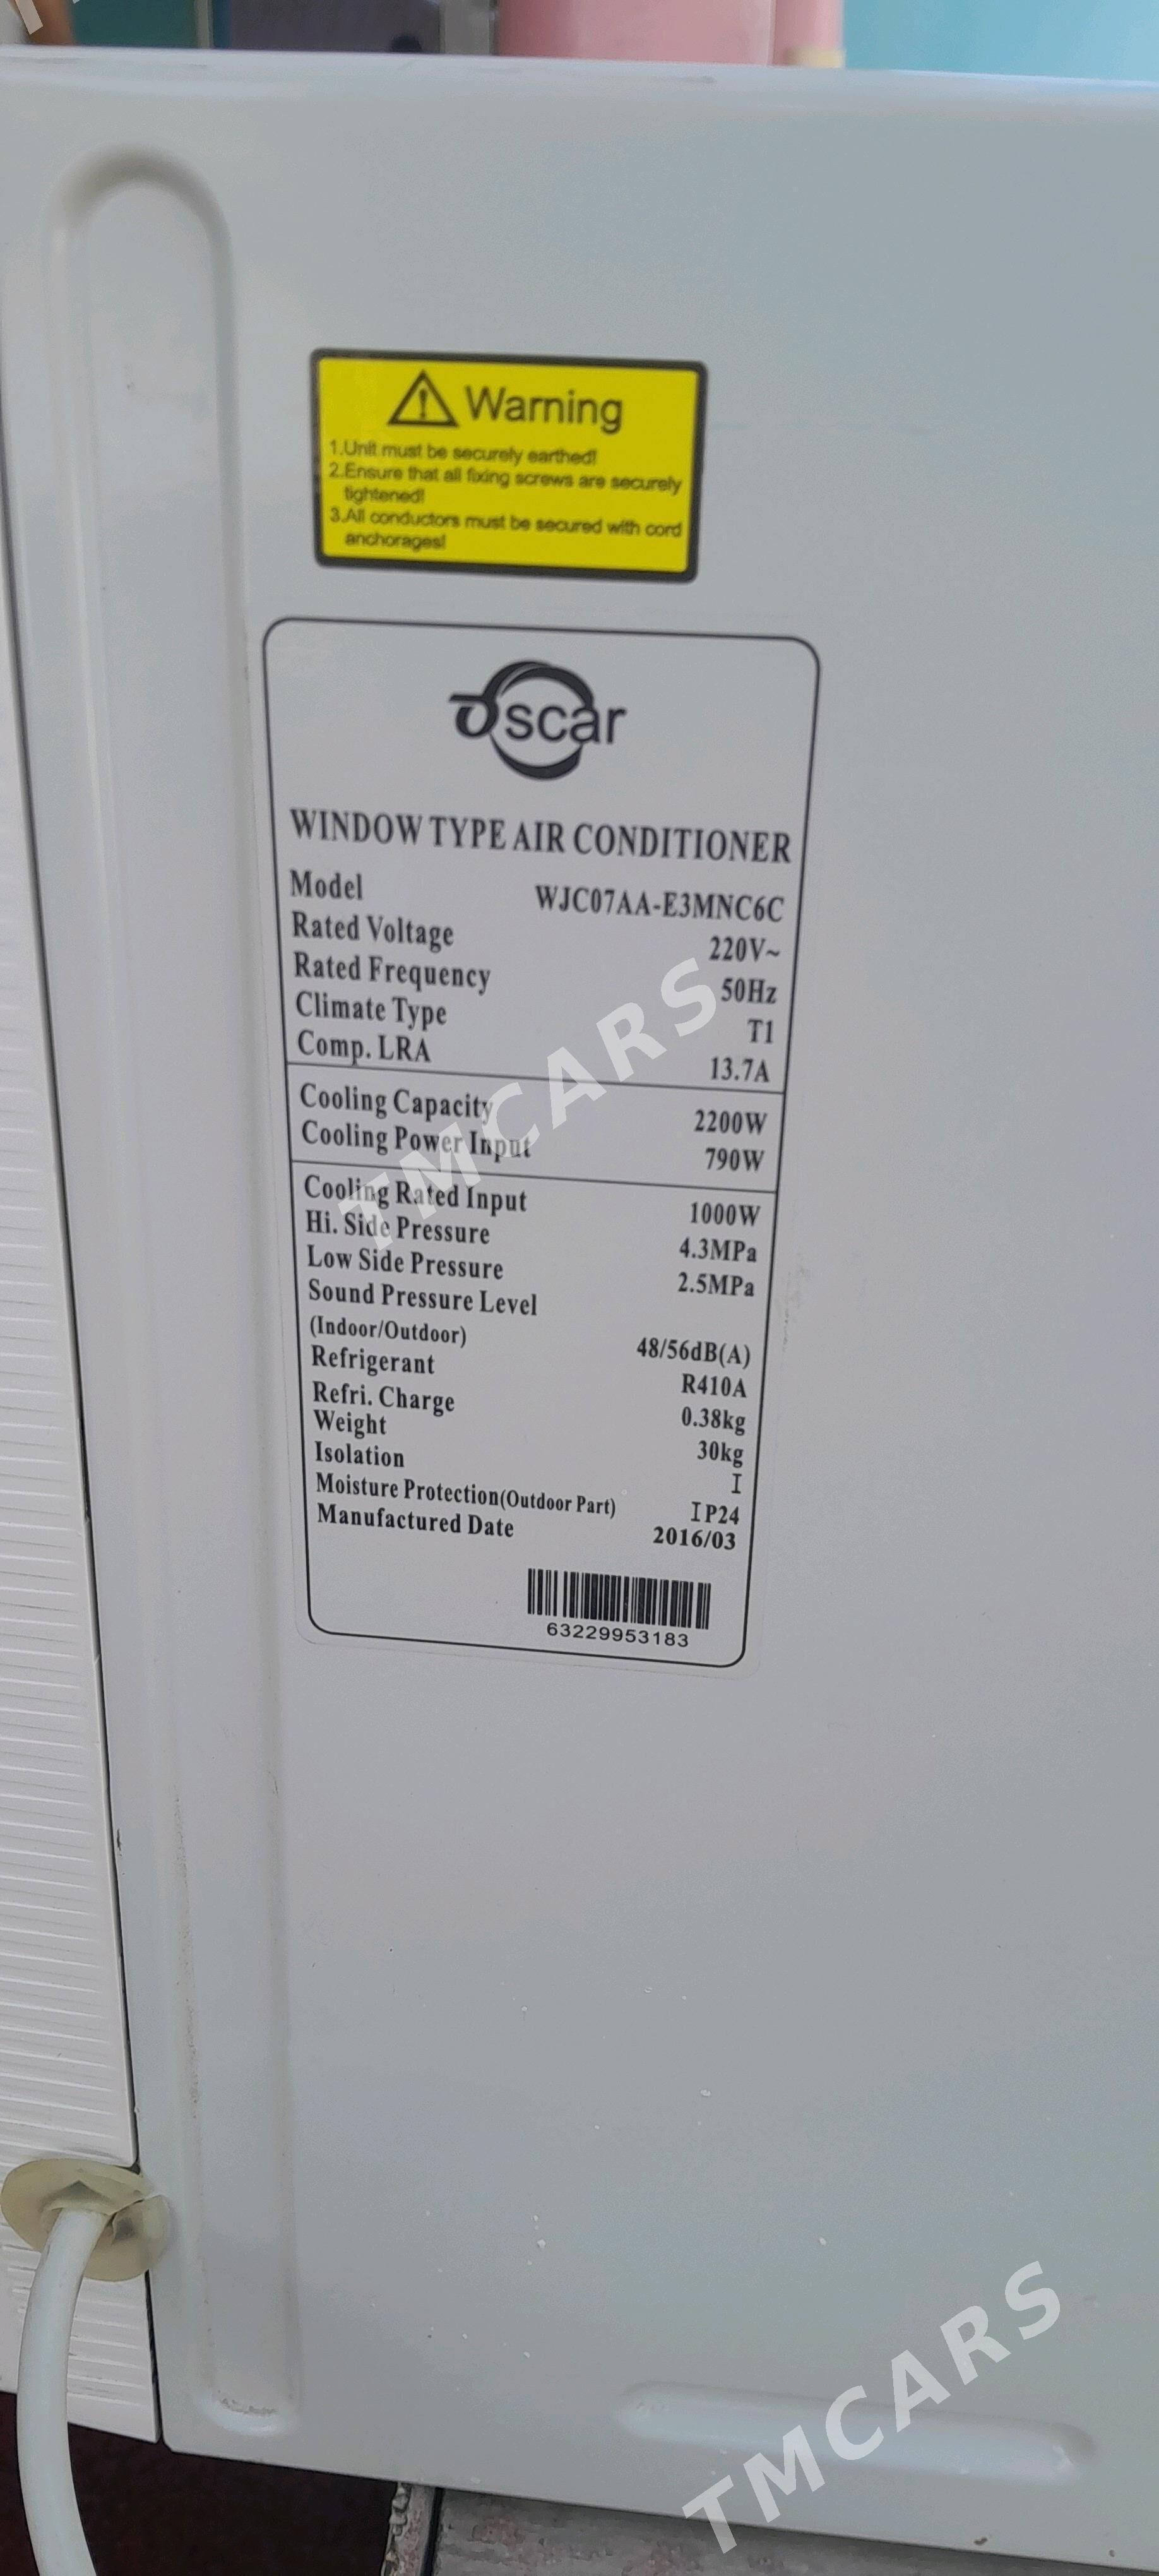 Warning
1.Unit must be securely earthed!
2.Ensure that all fixing screws are securely
tightened!
3.All conductors must be secured with cord
anchorages!
Oscar
WINDOW TYPE AIR CONDITIONER
Model WJC07AA-E3MNC6C
Rated Voltage 220V~
Rated Frequency 50Hz
Climate Type T1
Comp. LRA 13.7A
Cooling Capacity 2200W
Cooling Power Input 790W
Cooling Rated Input 1000W
Hi. Side Pressure 4.3MPa
Low Side Pressure 2.5MPa
Sound Pressure Level
(Indoor/Outdoor) 48/56dB(A)
Refrigerant R410A
Refri. Charge 0.38kg
Weight 30kg
Isolation I
Moisture Protection(Outdoor Part) IP24
Manufactured Date 2016/03
63229953183
TMCARS
TMCARS